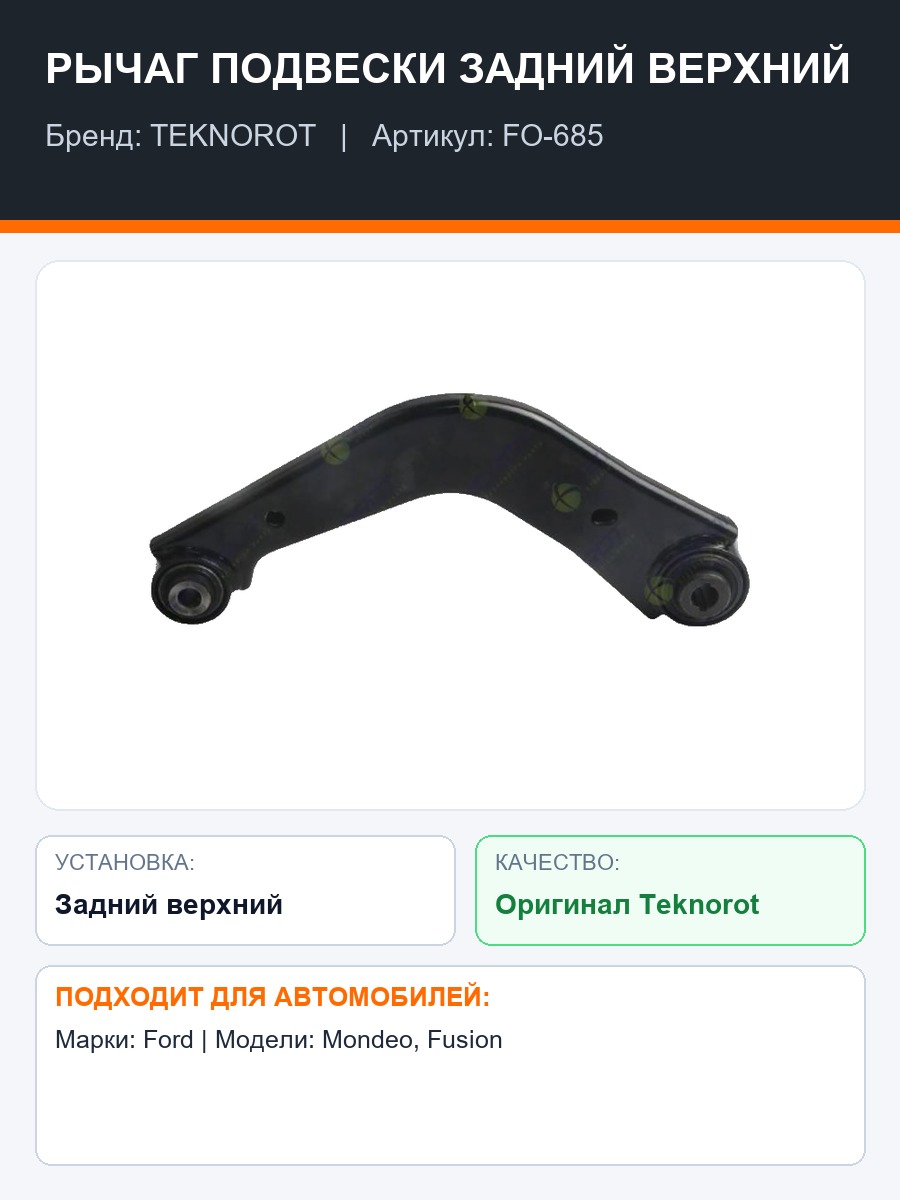 РЫЧАГ ПОДВЕСКИ ЗАДНИЙ ВЕРХНИЙ
Бренд: TEKNOROT | Артикул: FO-685
УСТАНОВКА:
Задний верхний
КАЧЕСТВО:
Оригинал Teknorot
ПОДХОДИТ ДЛЯ АВТОМОБИЛЕЙ:
Марки: Ford | Модели: Mondeo, Fusion